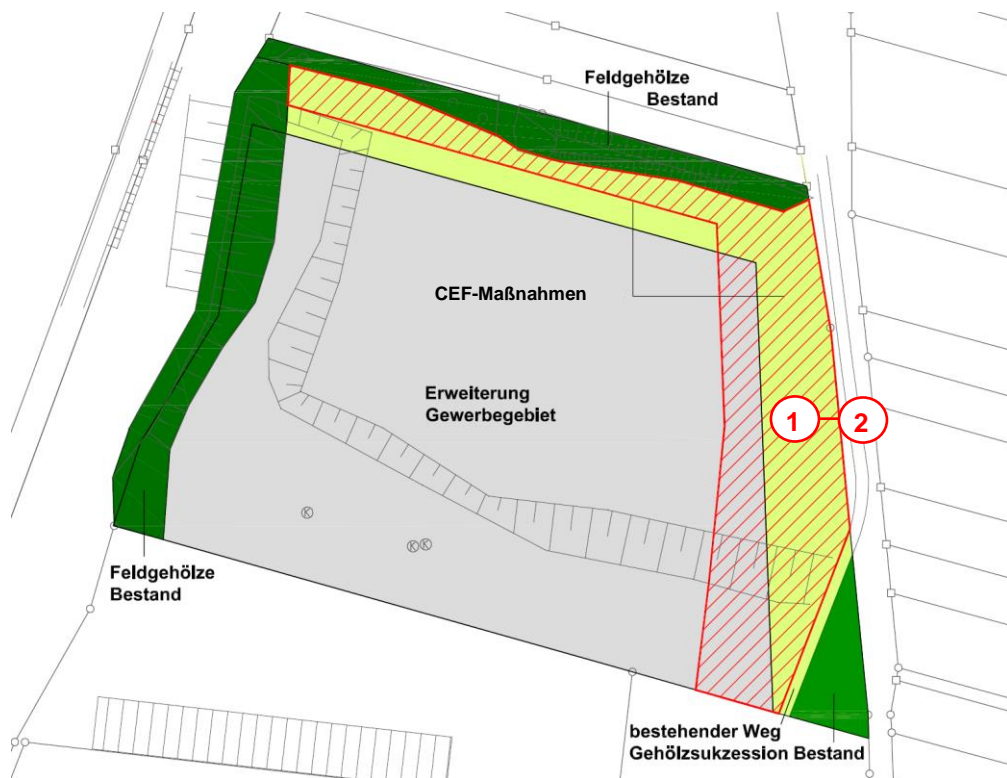 Feldgehölze
Bestand
CEF-Maßnahmen
Erweiterung
Gewerbegebiet
1
2
K
K
K
Feldgehölze
Bestand
bestehender Weg
Gehölzsukzession Bestand